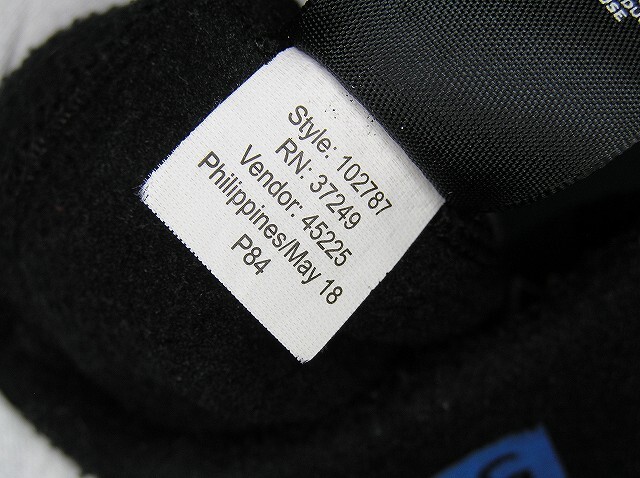 Style: 102787
RN: 37249
Vendor: 45225
Philippines/May 18
P84